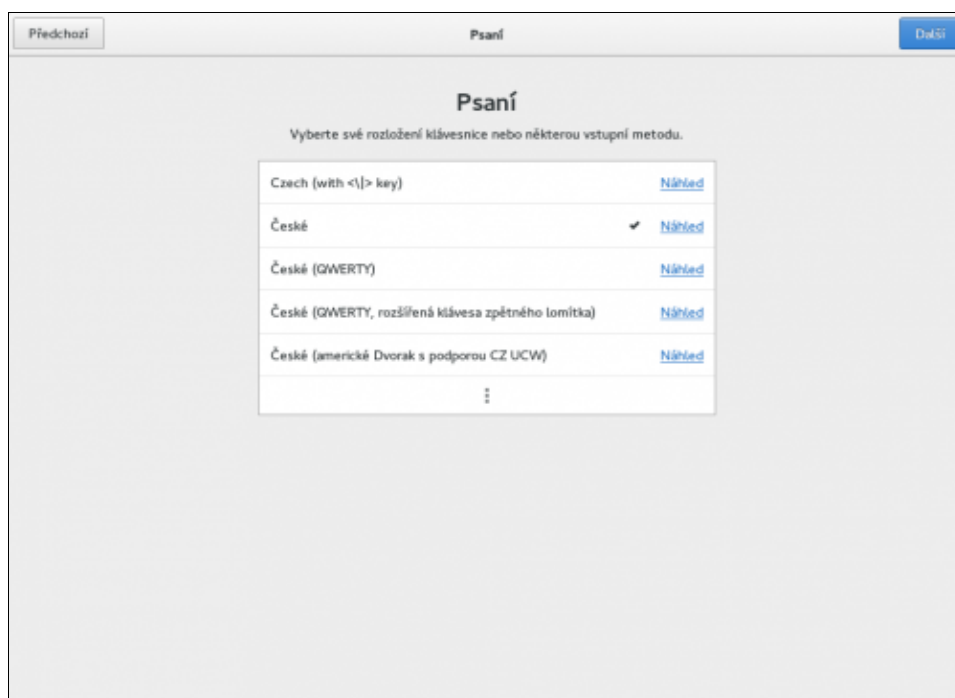 Předchozí
Psaní
Další
Psaní
Vyberte své rozložení klávesnice nebo některou vstupní metodu.
Czech (with <\|> key) Náhled
České ✔ Náhled
České (QWERTY) Náhled
České (QWERTY, rozšířená klávesa zpětného lomítka) Náhled
České (americké Dvorak s podporou CZ UCW) Náhled